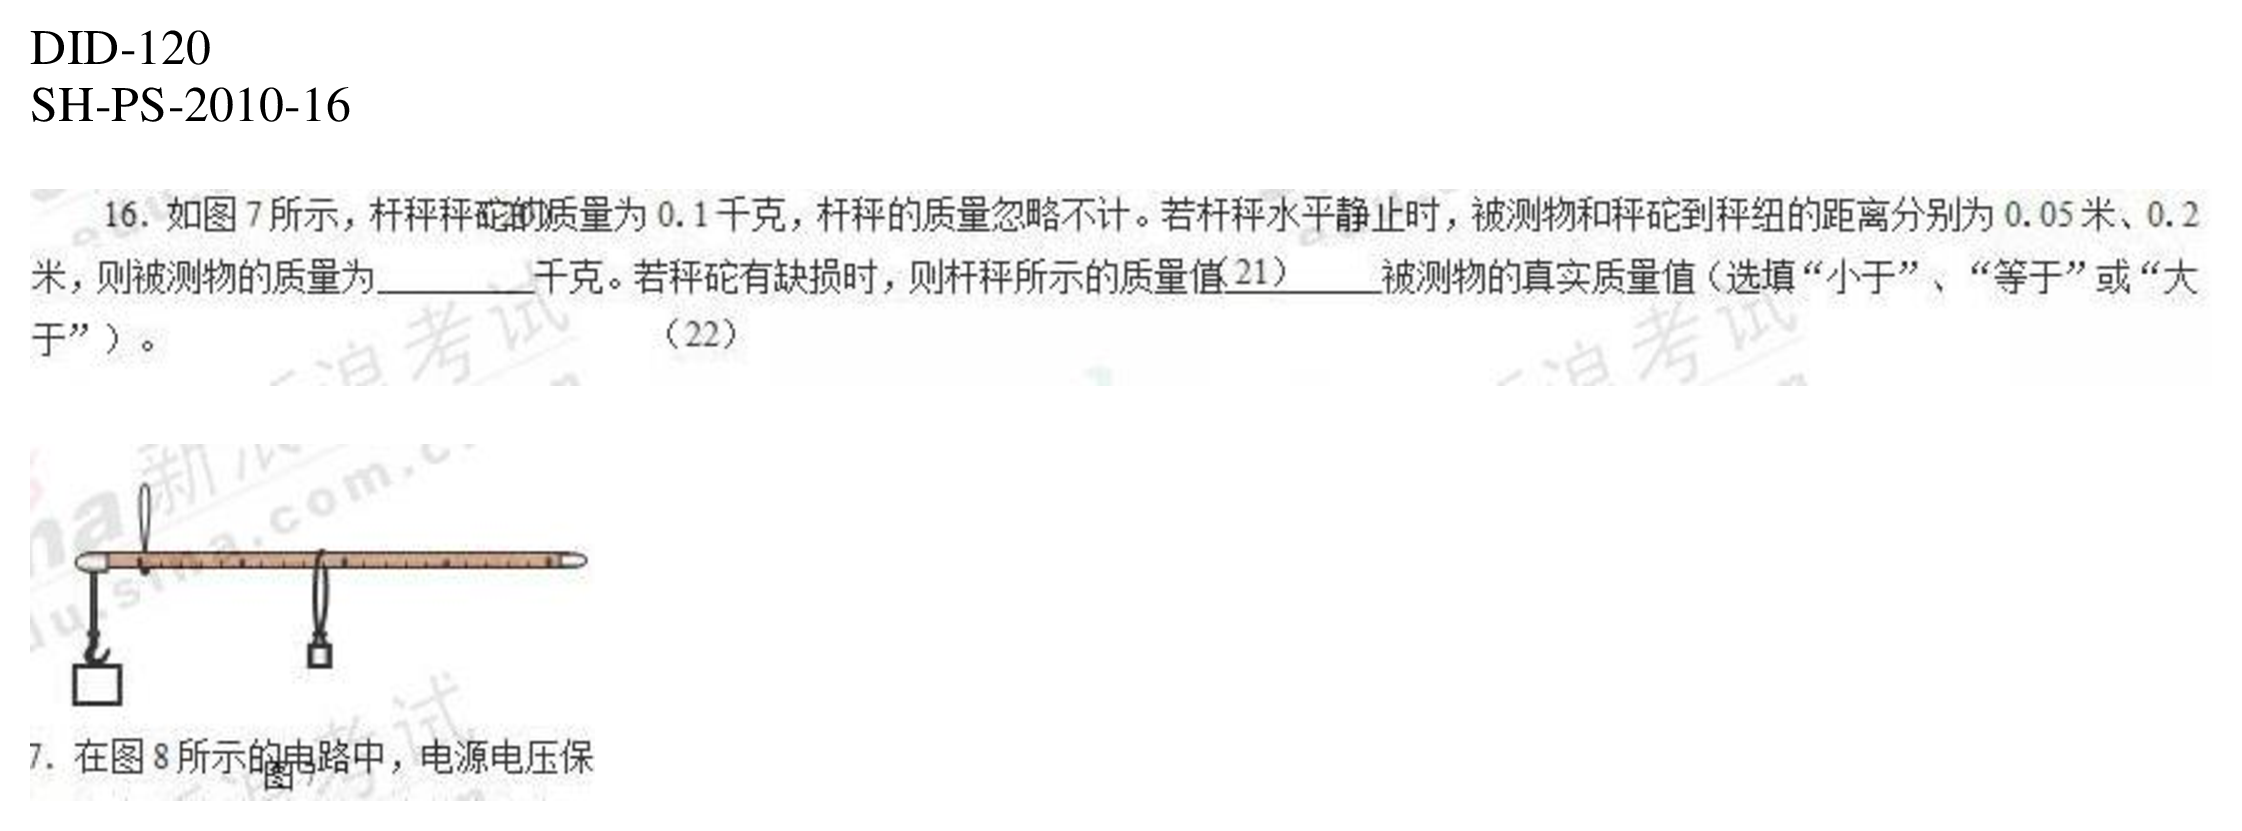 DID-120
SH-PS-2010-16
16. 如图7所示，杆秤秤砣的质量为0.1千克，杆秤的质量忽略不计。若杆秤水平静止时，被测物和秤砣到秤纽的距离分别为0.05米、0.2
米，则被测物的质量为________千克。若秤砣有缺损时，则杆秤所示的质量值(21)________被测物的真实质量值（选填“小于”、“等于”或“大
于”）。 （22）
新浪考试
7. 在图8所示的电路中，电源电压保
图7